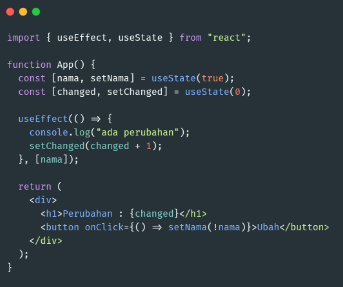 import { useEffect, useState } from "react";

function App() {
  const [nama, setNama] = useState(true);
  const [changed, setChanged] = useState(0);

  useEffect(() => {
    console.log("ada perubahan");
    setChanged(changed + 1);
  }, [nama]);

  return (
    <div>
      <h1>Perubahan : {changed}</h1>
      <button onClick={() => setNama(!nama)}>Ubah</button>
    </div>
  );
}